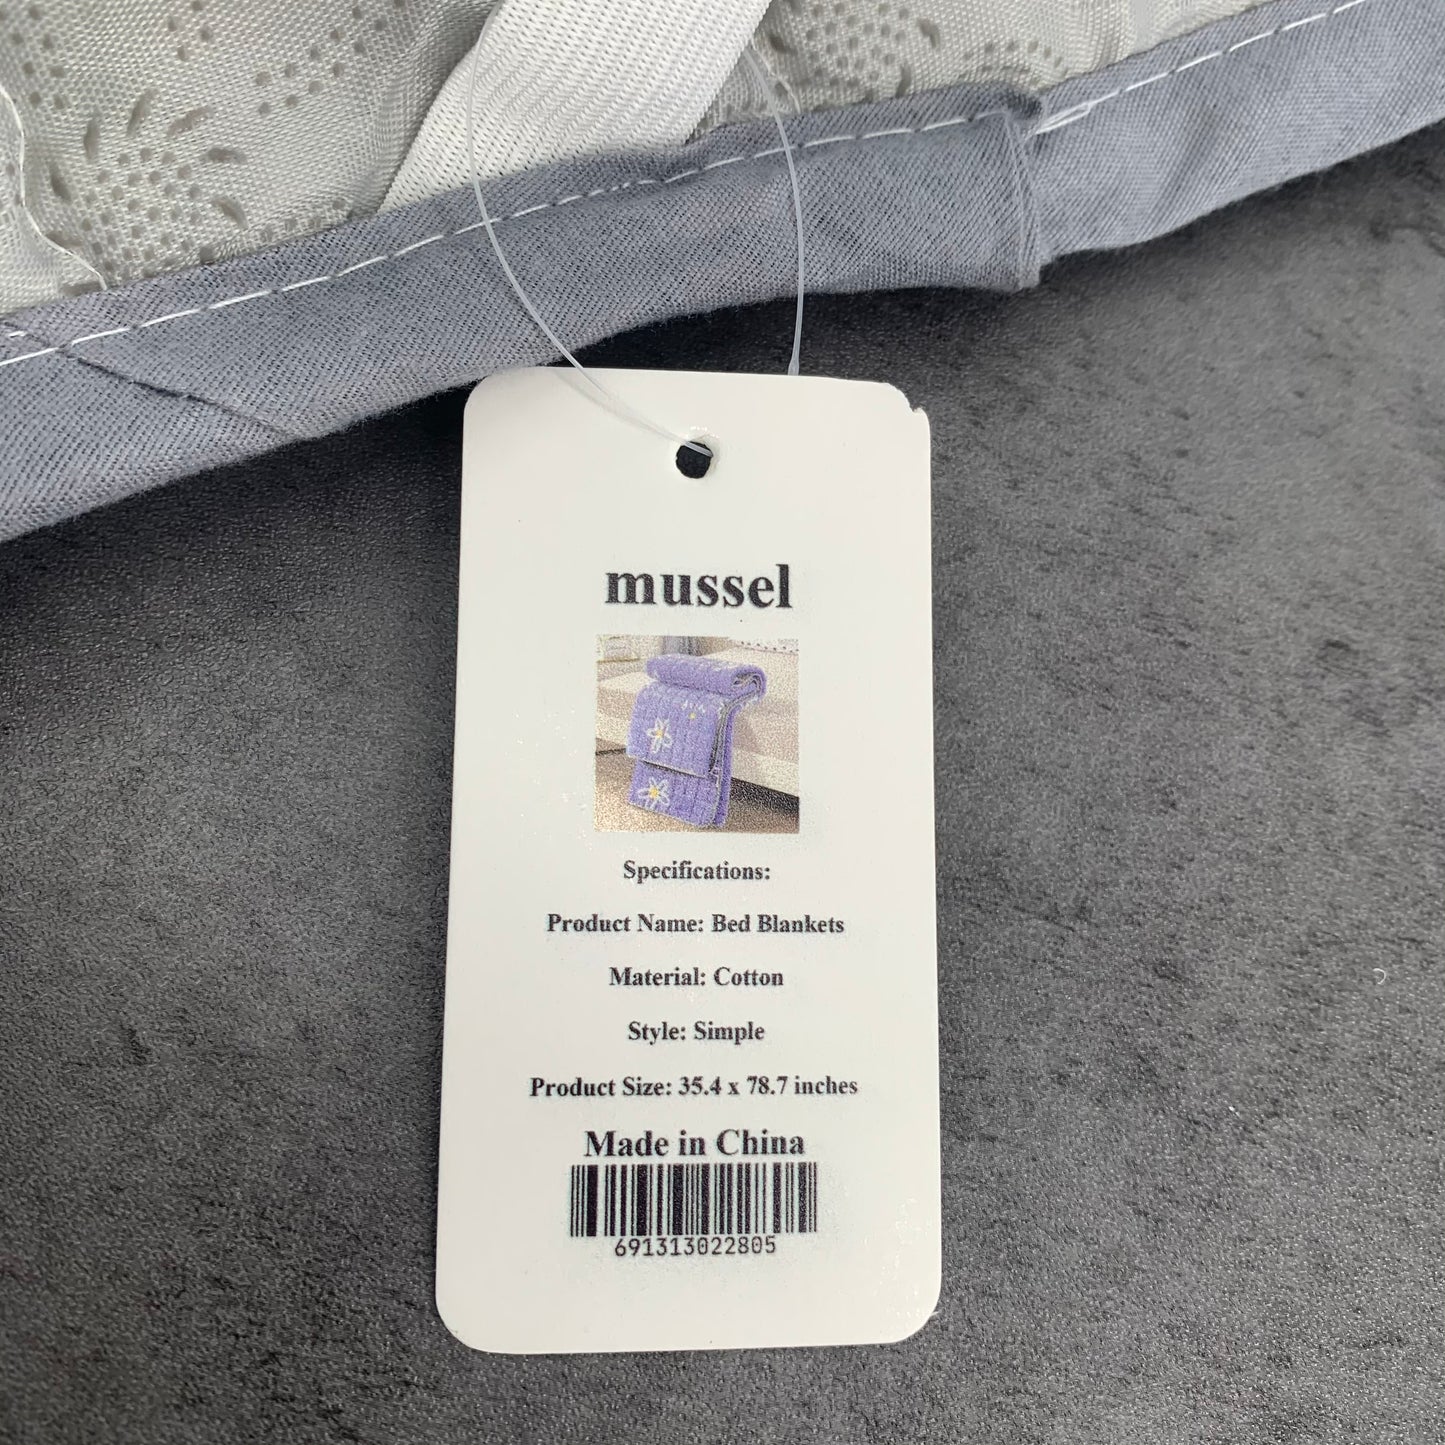 mussel
Specifications:
Product Name: Bed Blankets
Material: Cotton
Style: Simple
Product Size: 35.4 x 78.7 inches
Made in China
691313022805